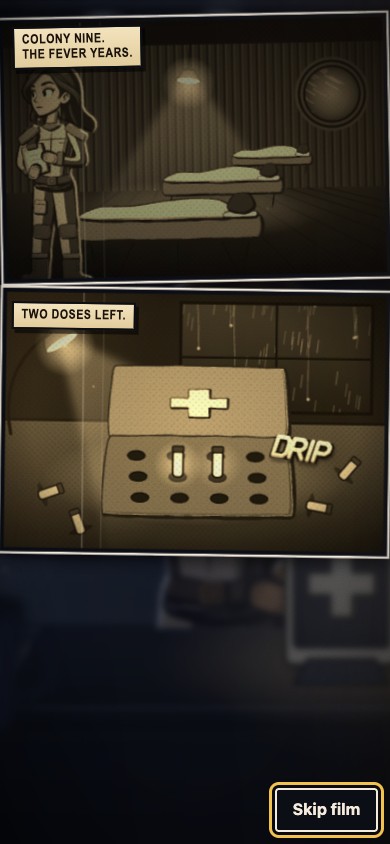 COLONY NINE.
THE FEVER YEARS.
TWO DOSES LEFT.
DRIP
Skip film